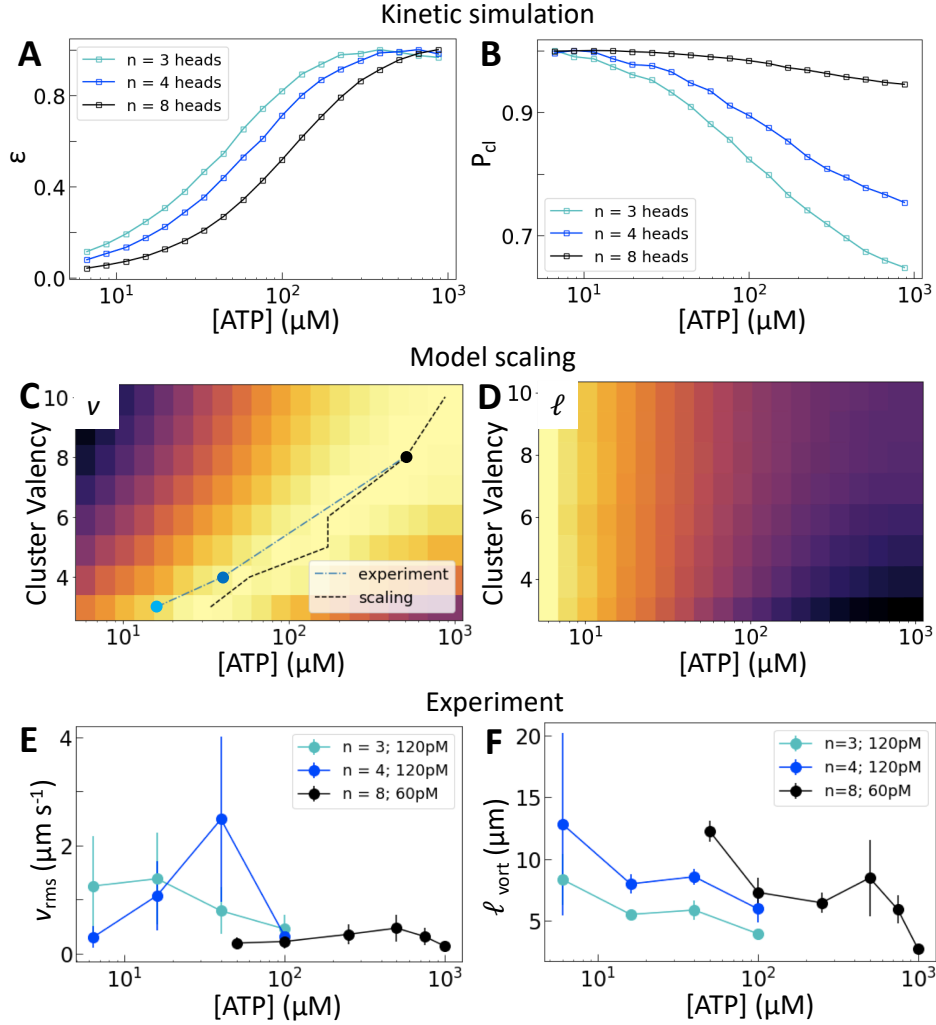 Kinetic simulation
A
B
n = 3 heads
n = 4 heads
n = 8 heads
ε
0.8
0.4
0.0
10¹
10²
10³
[ATP] (μM)
n = 3 heads
n = 4 heads
n = 8 heads
P_cl
0.9
0.7
10¹
10²
10³
[ATP] (μM)
Model scaling
C
ν
Cluster Valency
10
8
6
4
experiment
scaling
10¹
10²
10³
[ATP] (μM)
D
ℓ
Cluster Valency
10
8
6
4
10¹
10²
10³
[ATP] (μM)
Experiment
E
n = 3; 120pM
n = 4; 120pM
n = 8; 60pM
v_rms (μm s⁻¹)
4
2
0
10¹
10²
10³
[ATP] (μM)
F
n=3; 120pM
n=4; 120pM
n=8; 60pM
ℓ_vort (μm)
20
15
10
5
10¹
10²
10³
[ATP] (μM)